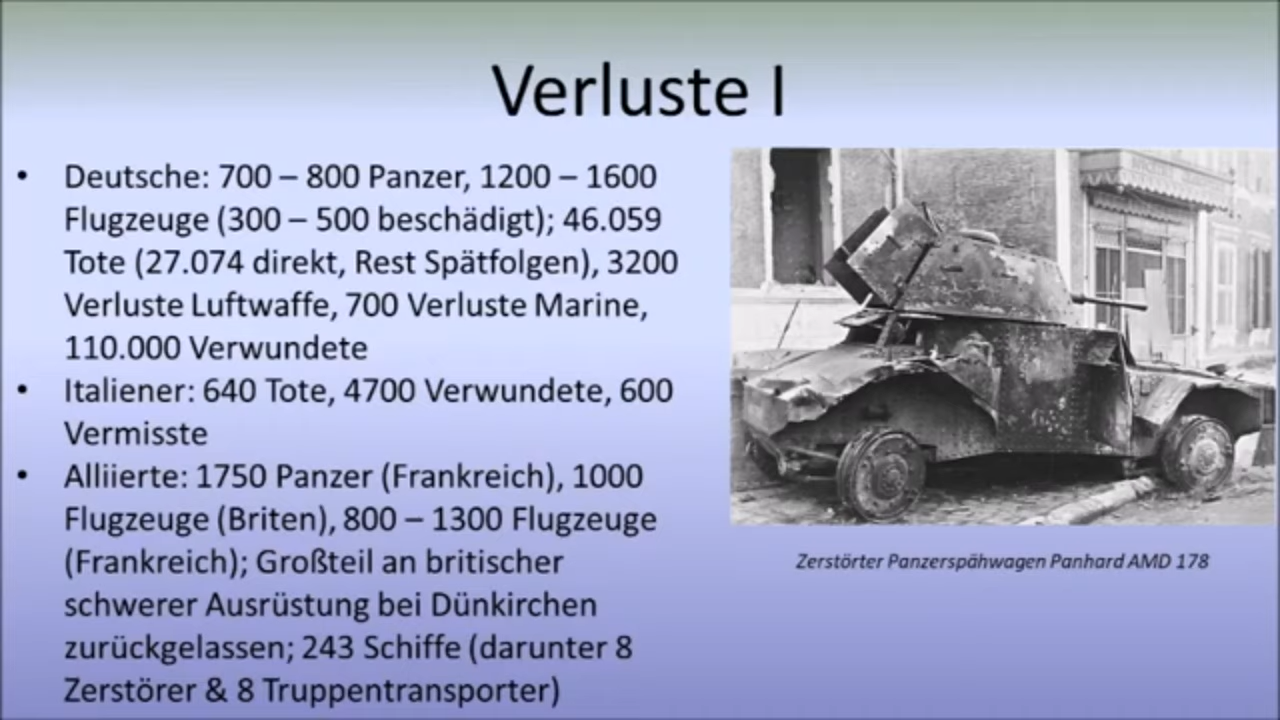 Verluste I
• Deutsche: 700 – 800 Panzer, 1200 – 1600
Flugzeuge (300 – 500 beschädigt); 46.059
Tote (27.074 direkt, Rest Spätfolgen), 3200
Verluste Luftwaffe, 700 Verluste Marine,
110.000 Verwundete
• Italiener: 640 Tote, 4700 Verwundete, 600
Vermisste
• Alliierte: 1750 Panzer (Frankreich), 1000
Flugzeuge (Briten), 800 – 1300 Flugzeuge
(Frankreich); Großteil an britischer
schwerer Ausrüstung bei Dünkirchen
zurückgelassen; 243 Schiffe (darunter 8
Zerstörer & 8 Truppentransporter)
Zerstörter Panzerspähwagen Panhard AMD 178